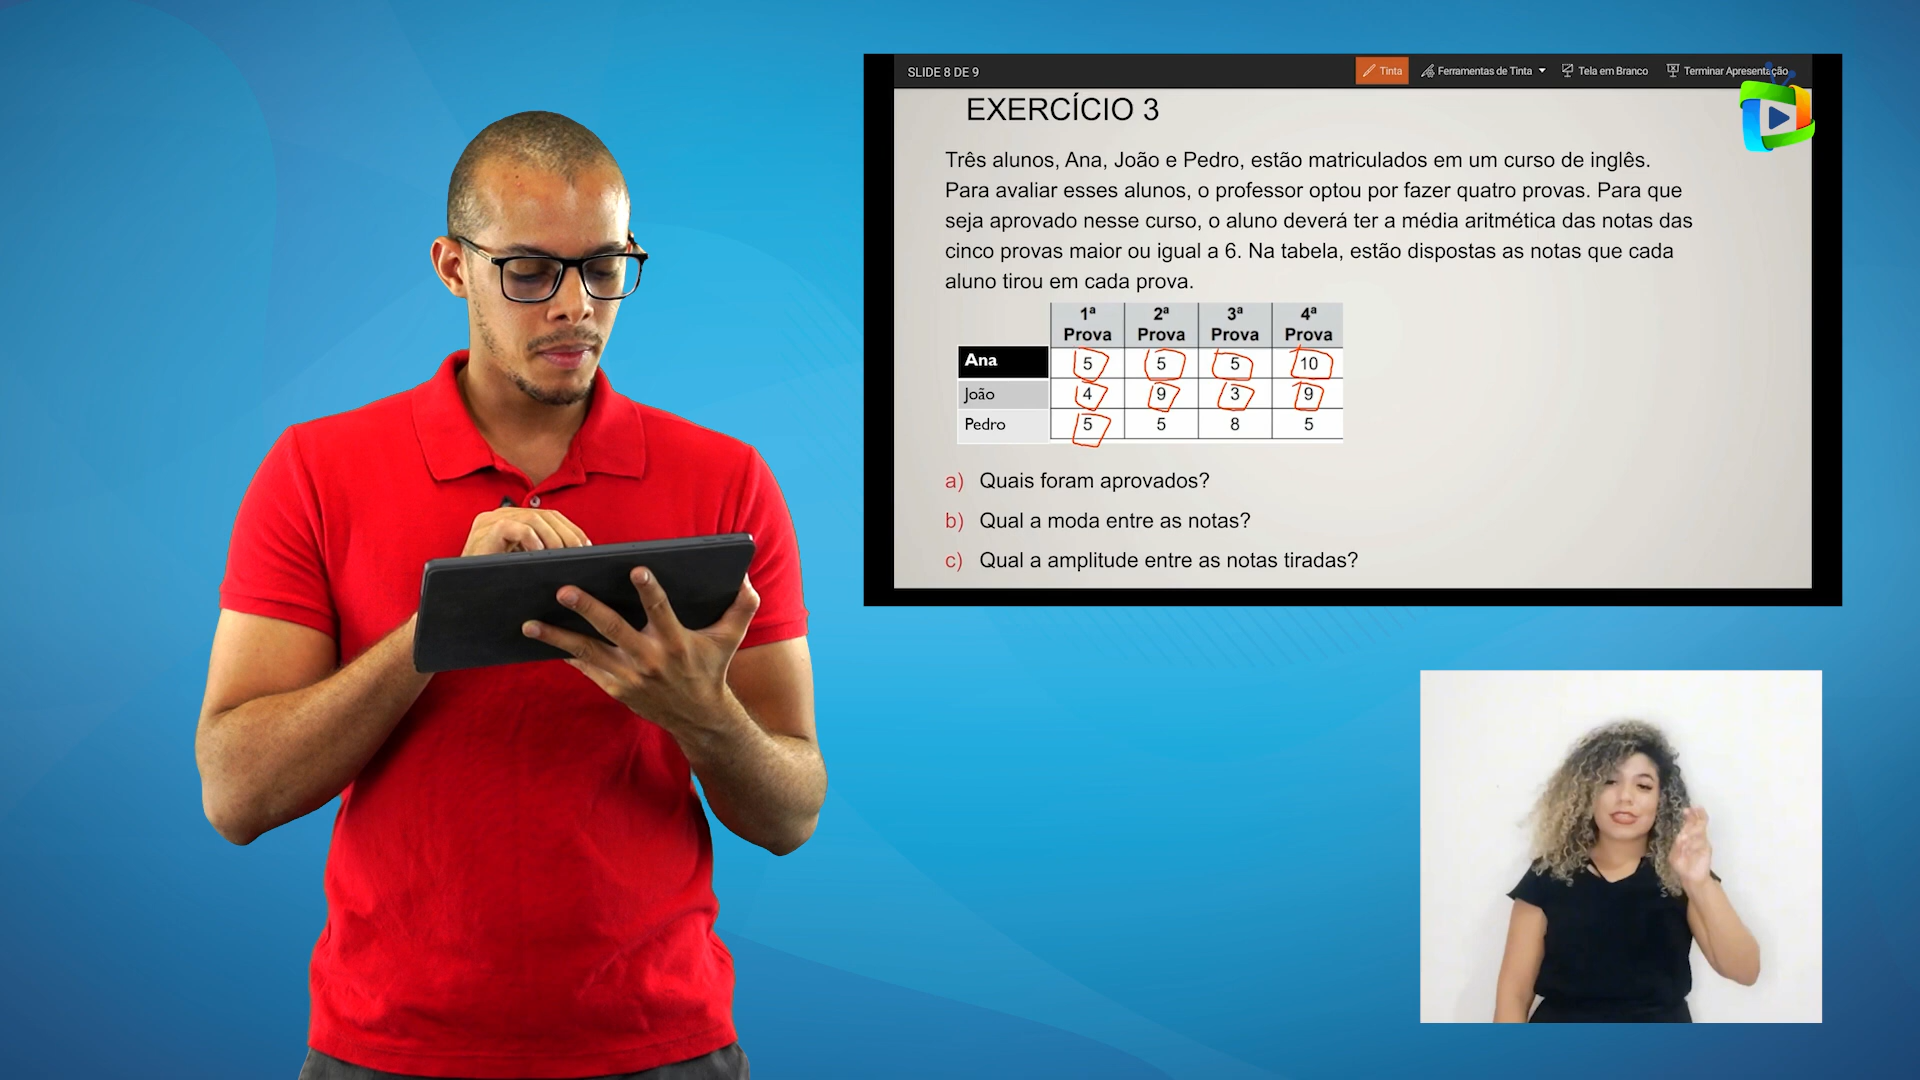 SLIDE 8 DE 9 Tinta Ferramentas de Tinta Tela em Branco Terminar Apresentação
EXERCÍCIO 3
Três alunos, Ana, João e Pedro, estão matriculados em um curso de inglês.
Para avaliar esses alunos, o professor optou por fazer quatro provas. Para que
seja aprovado nesse curso, o aluno deverá ter a média aritmética das notas das
cinco provas maior ou igual a 6. Na tabela, estão dispostas as notas que cada
aluno tirou em cada prova.
1ª Prova 2ª Prova 3ª Prova 4ª Prova
Ana 5 5 5 10
João 4 9 3 9
Pedro 5 5 8 5
a) Quais foram aprovados?
b) Qual a moda entre as notas?
c) Qual a amplitude entre as notas tiradas?